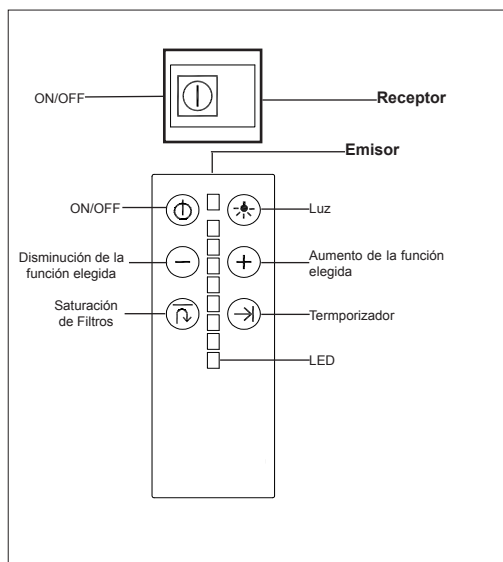 ON/OFF
Receptor
Emisor
ON/OFF
Luz
Disminución de la
función elegida
Aumento de la función
elegida
Saturación
de Filtros
Termporizador
LED